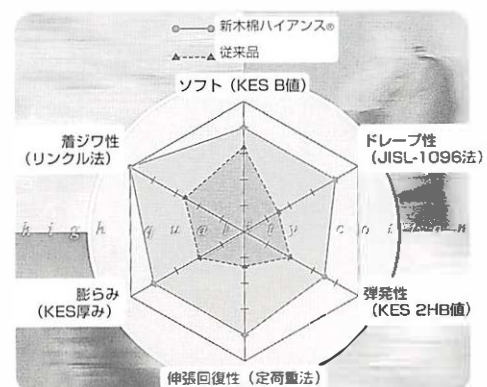 新木棉ハイアンス®
従来品
ソフト(KES B値)
着ジワ性
(リンクル法)
ドレープ性
(JISL-1096法)
high quality co
膨らみ
(KES厚み)
弾発性
(KES 2HB値)
伸張回復性(定荷重法)